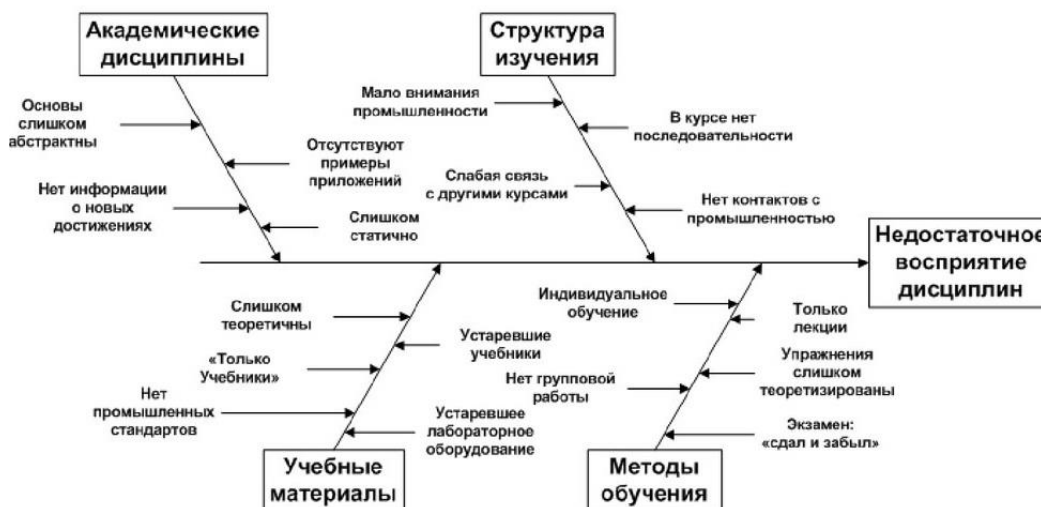 Академические
дисциплины
Структура
изучения
Основы
слишком
абстрактны
Отсутствуют
примеры
приложений
Нет информации
о новых
достижениях
Слишком
статично
Мало внимания
промышленности
В курсе нет
последовательности
Слабая связь
с другими курсами
Нет контактов с
промышленностью
Недостаточное
восприятие
дисциплин
Слишком
теоретичны
Устаревшие
учебники
«Только
Учебники»
Нет
промышленных
стандартов
Устаревшее
лабораторное
оборудование
Учебные
материалы
Индивидуальное
обучение
Только
лекции
Упражнения
слишком
теоретизированы
Нет групповой
работы
Экзамен:
«сдал и забыл»
Методы
обучения